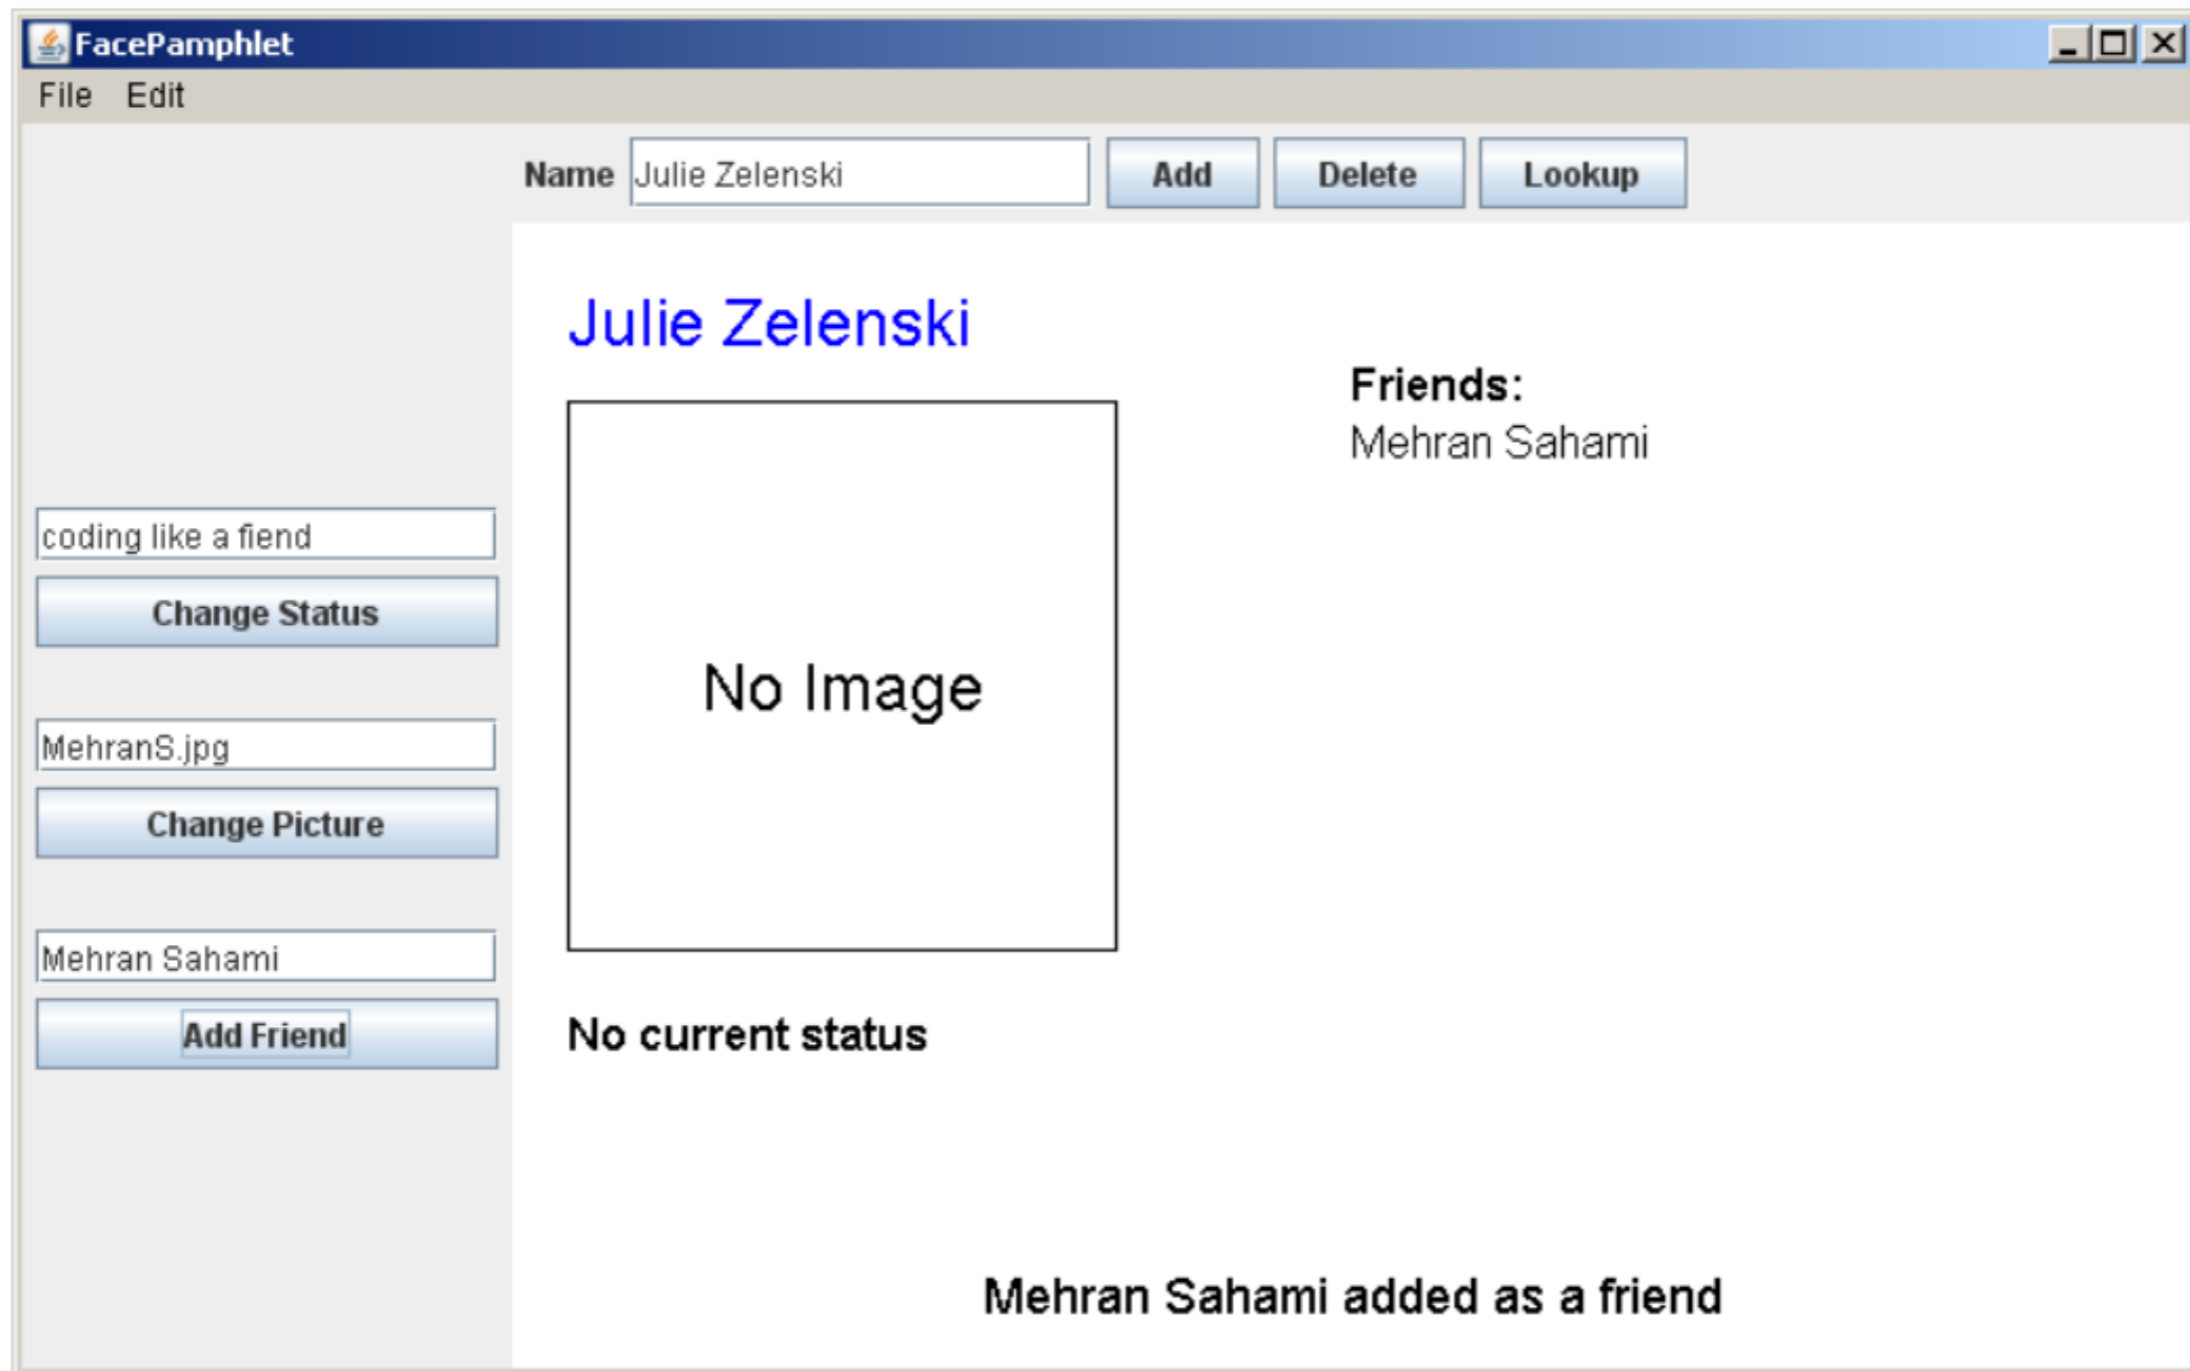 FacePamphlet
File Edit
Name Julie Zelenski Add Delete Lookup
Julie Zelenski
Friends:
Mehran Sahami
coding like a fiend
Change Status
No Image
MehranS.jpg
Change Picture
Mehran Sahami
Add Friend
No current status
Mehran Sahami added as a friend